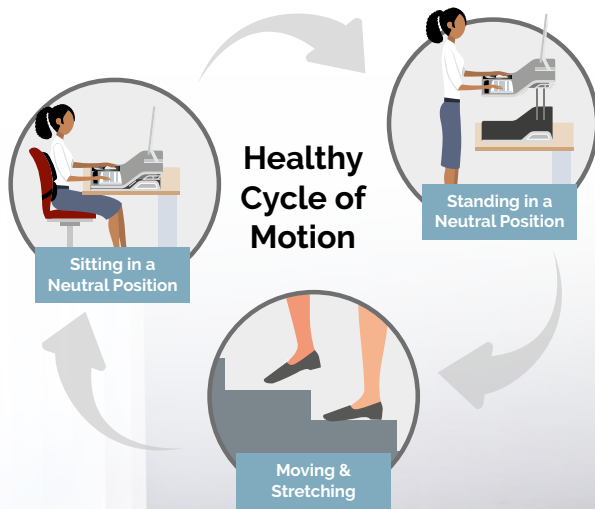 Healthy
Cycle of
Motion
Standing in a
Neutral Position
Sitting in a
Neutral Position
Moving &
Stretching